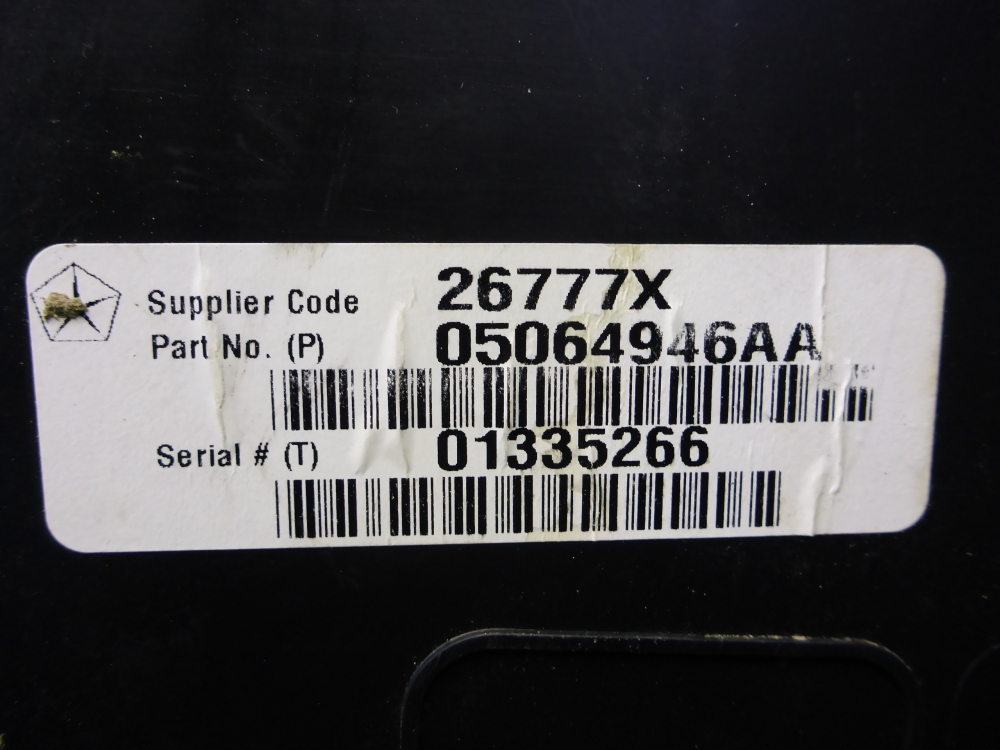 Supplier Code 26777X
Part No. (P) 05064946AA
Serial # (T) 01335266